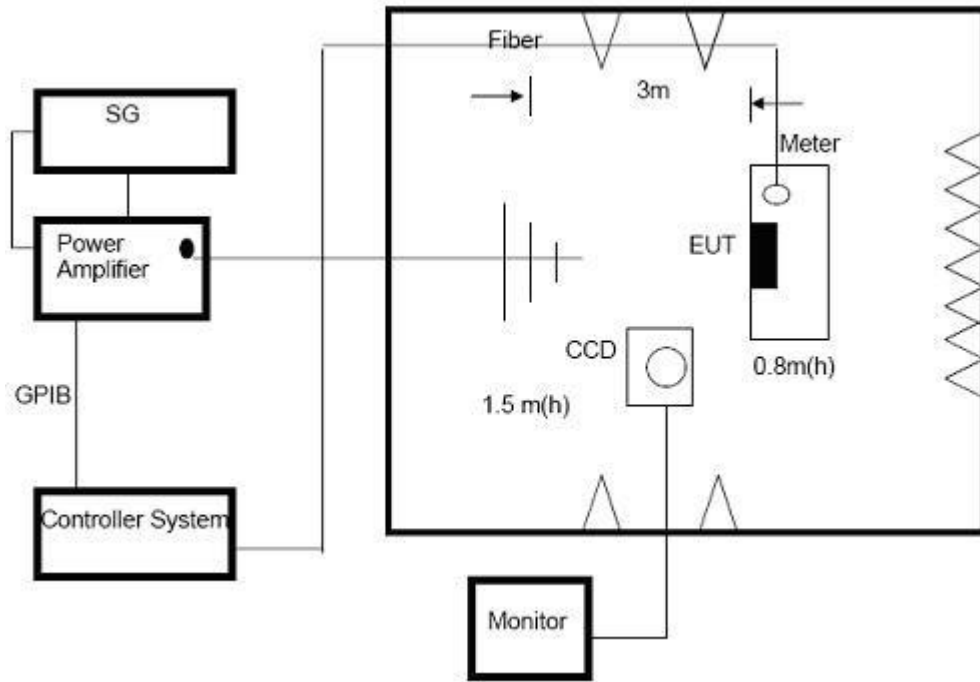 Fiber
3m
SG
Meter
Power
Amplifier
EUT
CCD
0.8m(h)
GPIB
1.5 m(h)
Controller System
Monitor